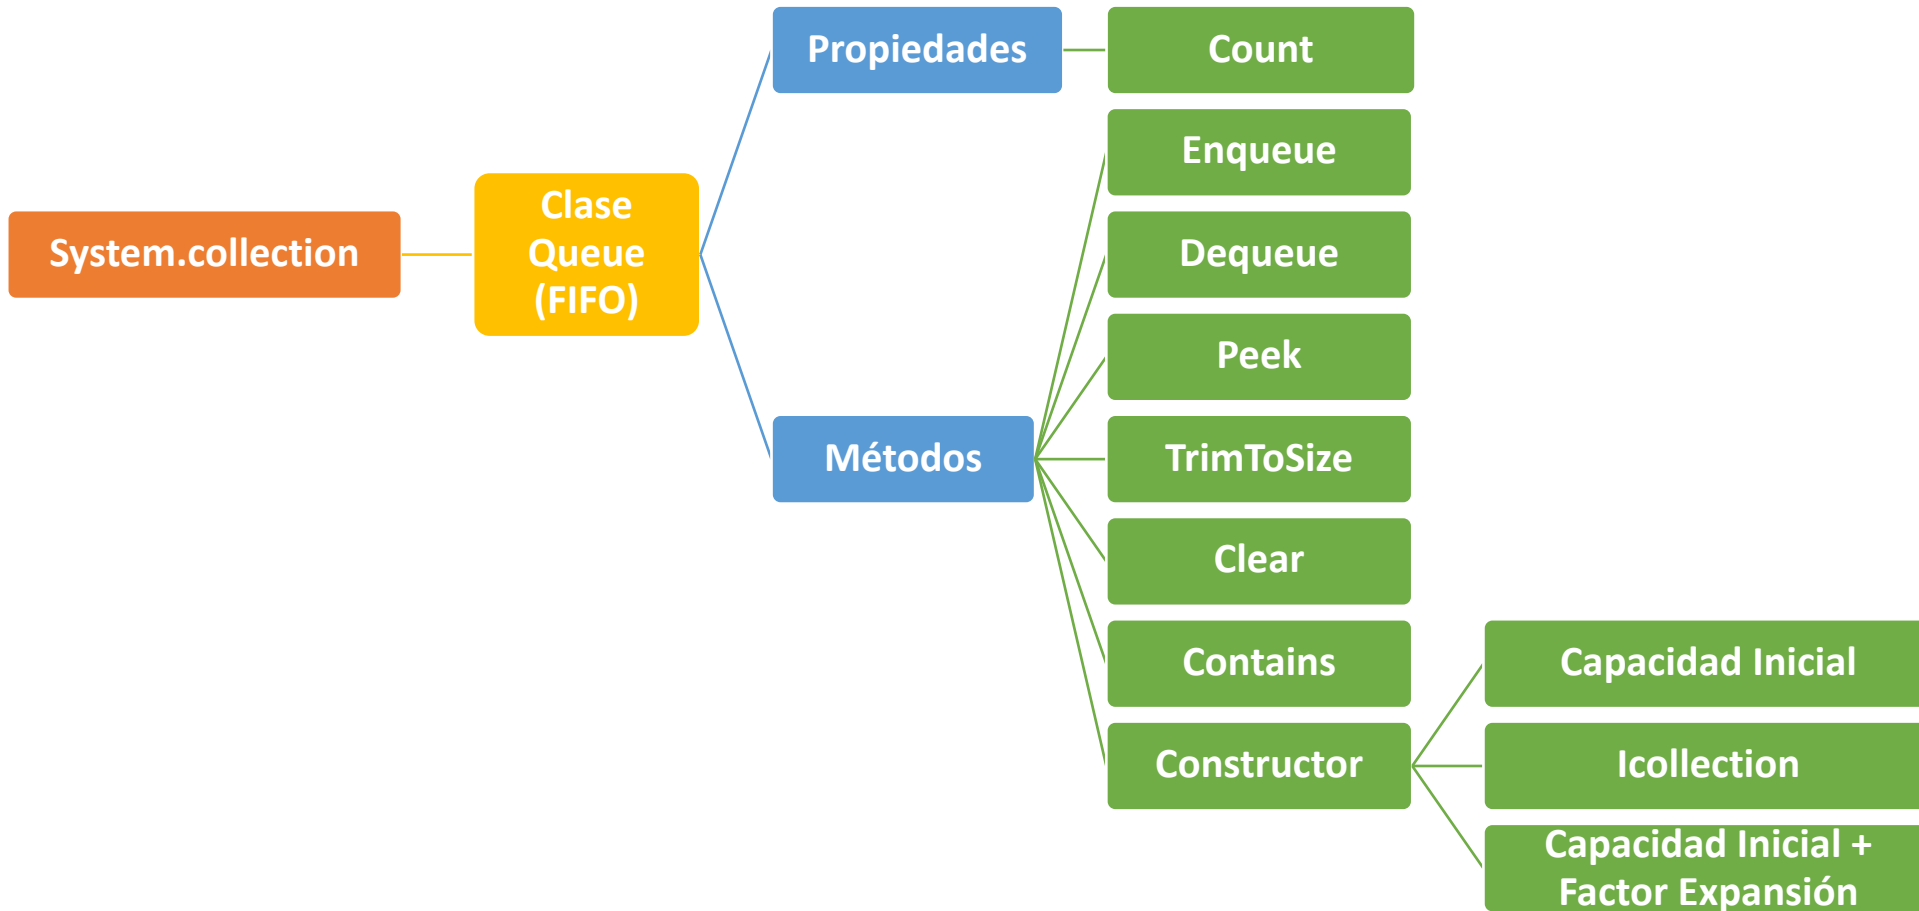 System.collection
Clase
Queue
(FIFO)
Propiedades
Count
Métodos
Enqueue
Dequeue
Peek
TrimToSize
Clear
Contains
Constructor
Capacidad Inicial
Icollection
Capacidad Inicial +
Factor Expansión